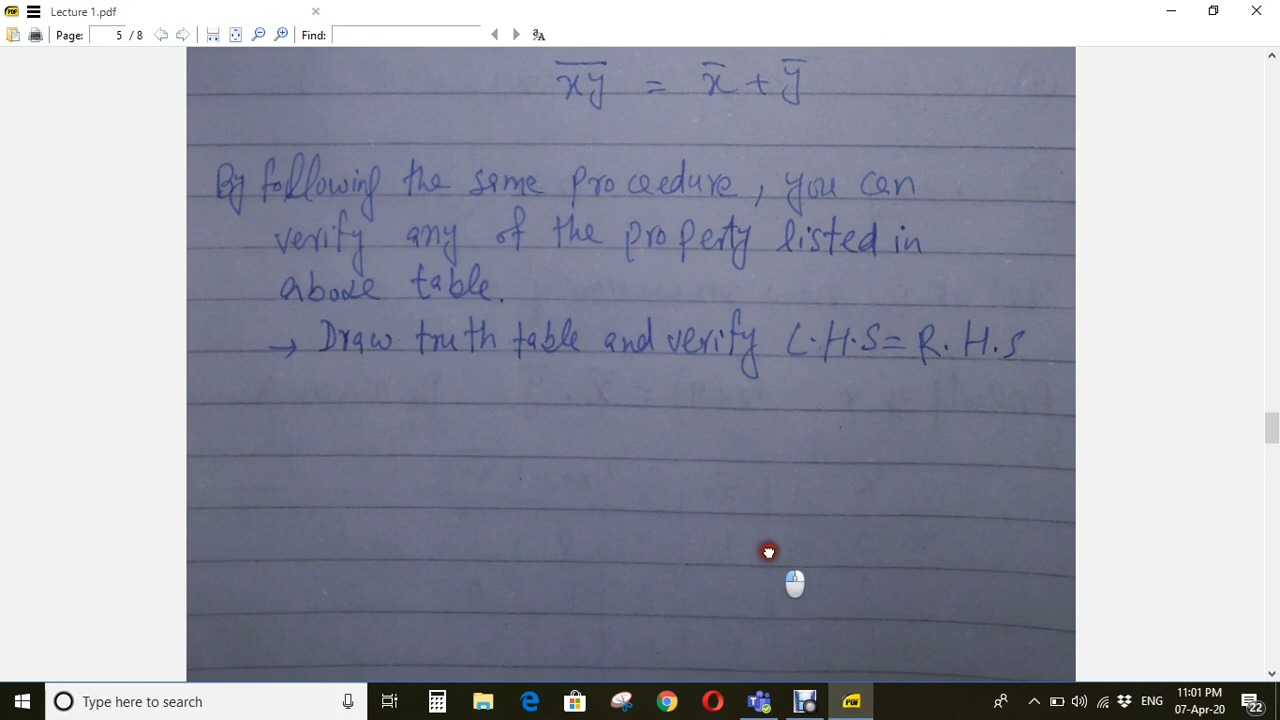 Lecture 1.pdf
Page: 5 / 8 Find:
x̅y̅ = x̅ + y̅
By following the same procaedure, you can
verify any of the property listed in
above table.
→ Draw truth table and verify L.H.S = R.H.S
Type here to search
ENG
11:01 PM
07-Apr-20
22